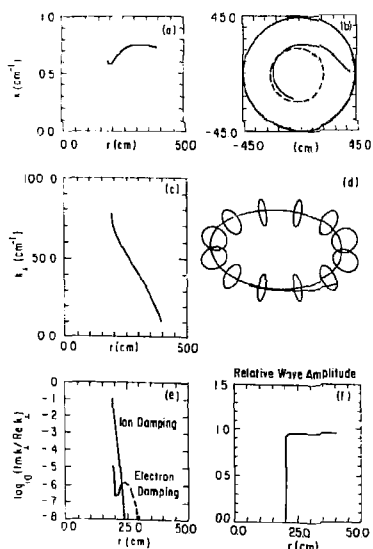 (a)
κ (cm⁻¹)
1.0
0.5
0.0
0.0 r(cm) 50.0
(b)
45.0
-45.0
-45.0 (cm) 45.0
(c)
(cm⁻¹)
100.0
50.0
0.0
0.0 r(cm) 50.0
(d)
(e)
log₁₀(Imk⊥/Rek⊥)
0
-1
-2
-3
-4
-5
-6
-7
-8
Ion Damping
Electron
Damping
0.0 25.0 50.0
r(cm)
Relative Wave Amplitude
(f)
1.5
1.0
.5
0.0
0.0 25.0 50.0
r(cm)